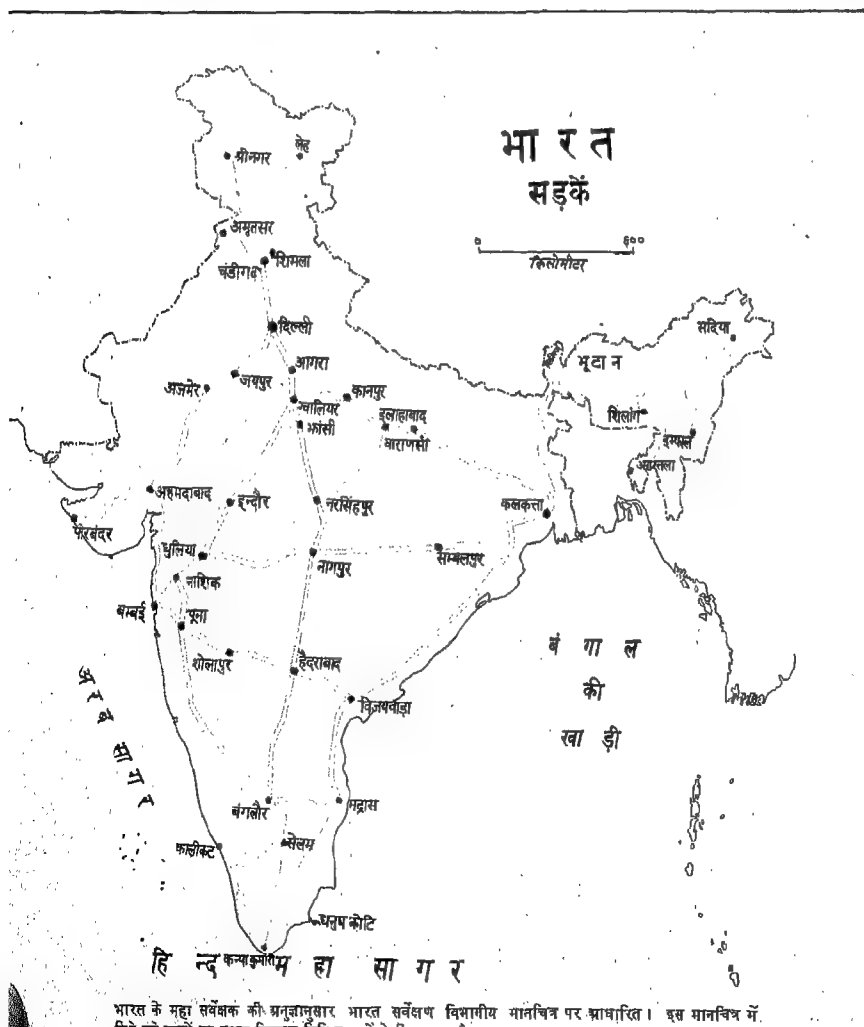 भारत
सड़कें
० ६००
किलोमीटर
श्रीनगर
लेह
अमृतसर
शिमला
चंडीगढ़
दिल्ली
सदिया
भूटान
आगरा
जयपुर
अजमेर
कानपुर
ग्वालियर
इलाहाबाद
झांसी
वाराणसी
शिलांग
इम्फाल
अगरतला
अहमदाबाद
इन्दौर
नरसिंहपुर
कलकत्ता
पोरबंदर
धुलिया
नागपुर
सम्बलपुर
नाशिक
बम्बई
पूना
शोलापुर
हैदराबाद
विजयवाड़ा
बंगाल
की
खाड़ी
अरब सागर
बंगलौर
मद्रास
कालीकट
सेलम
धनुष कोटि
कन्याकुमारी
हिन्द महा सागर
भारत के महा सर्वेक्षक की अनुज्ञानुसार भारत सर्वेक्षण विभागीय मानचित्र पर आधारित। इस मानचित्र में